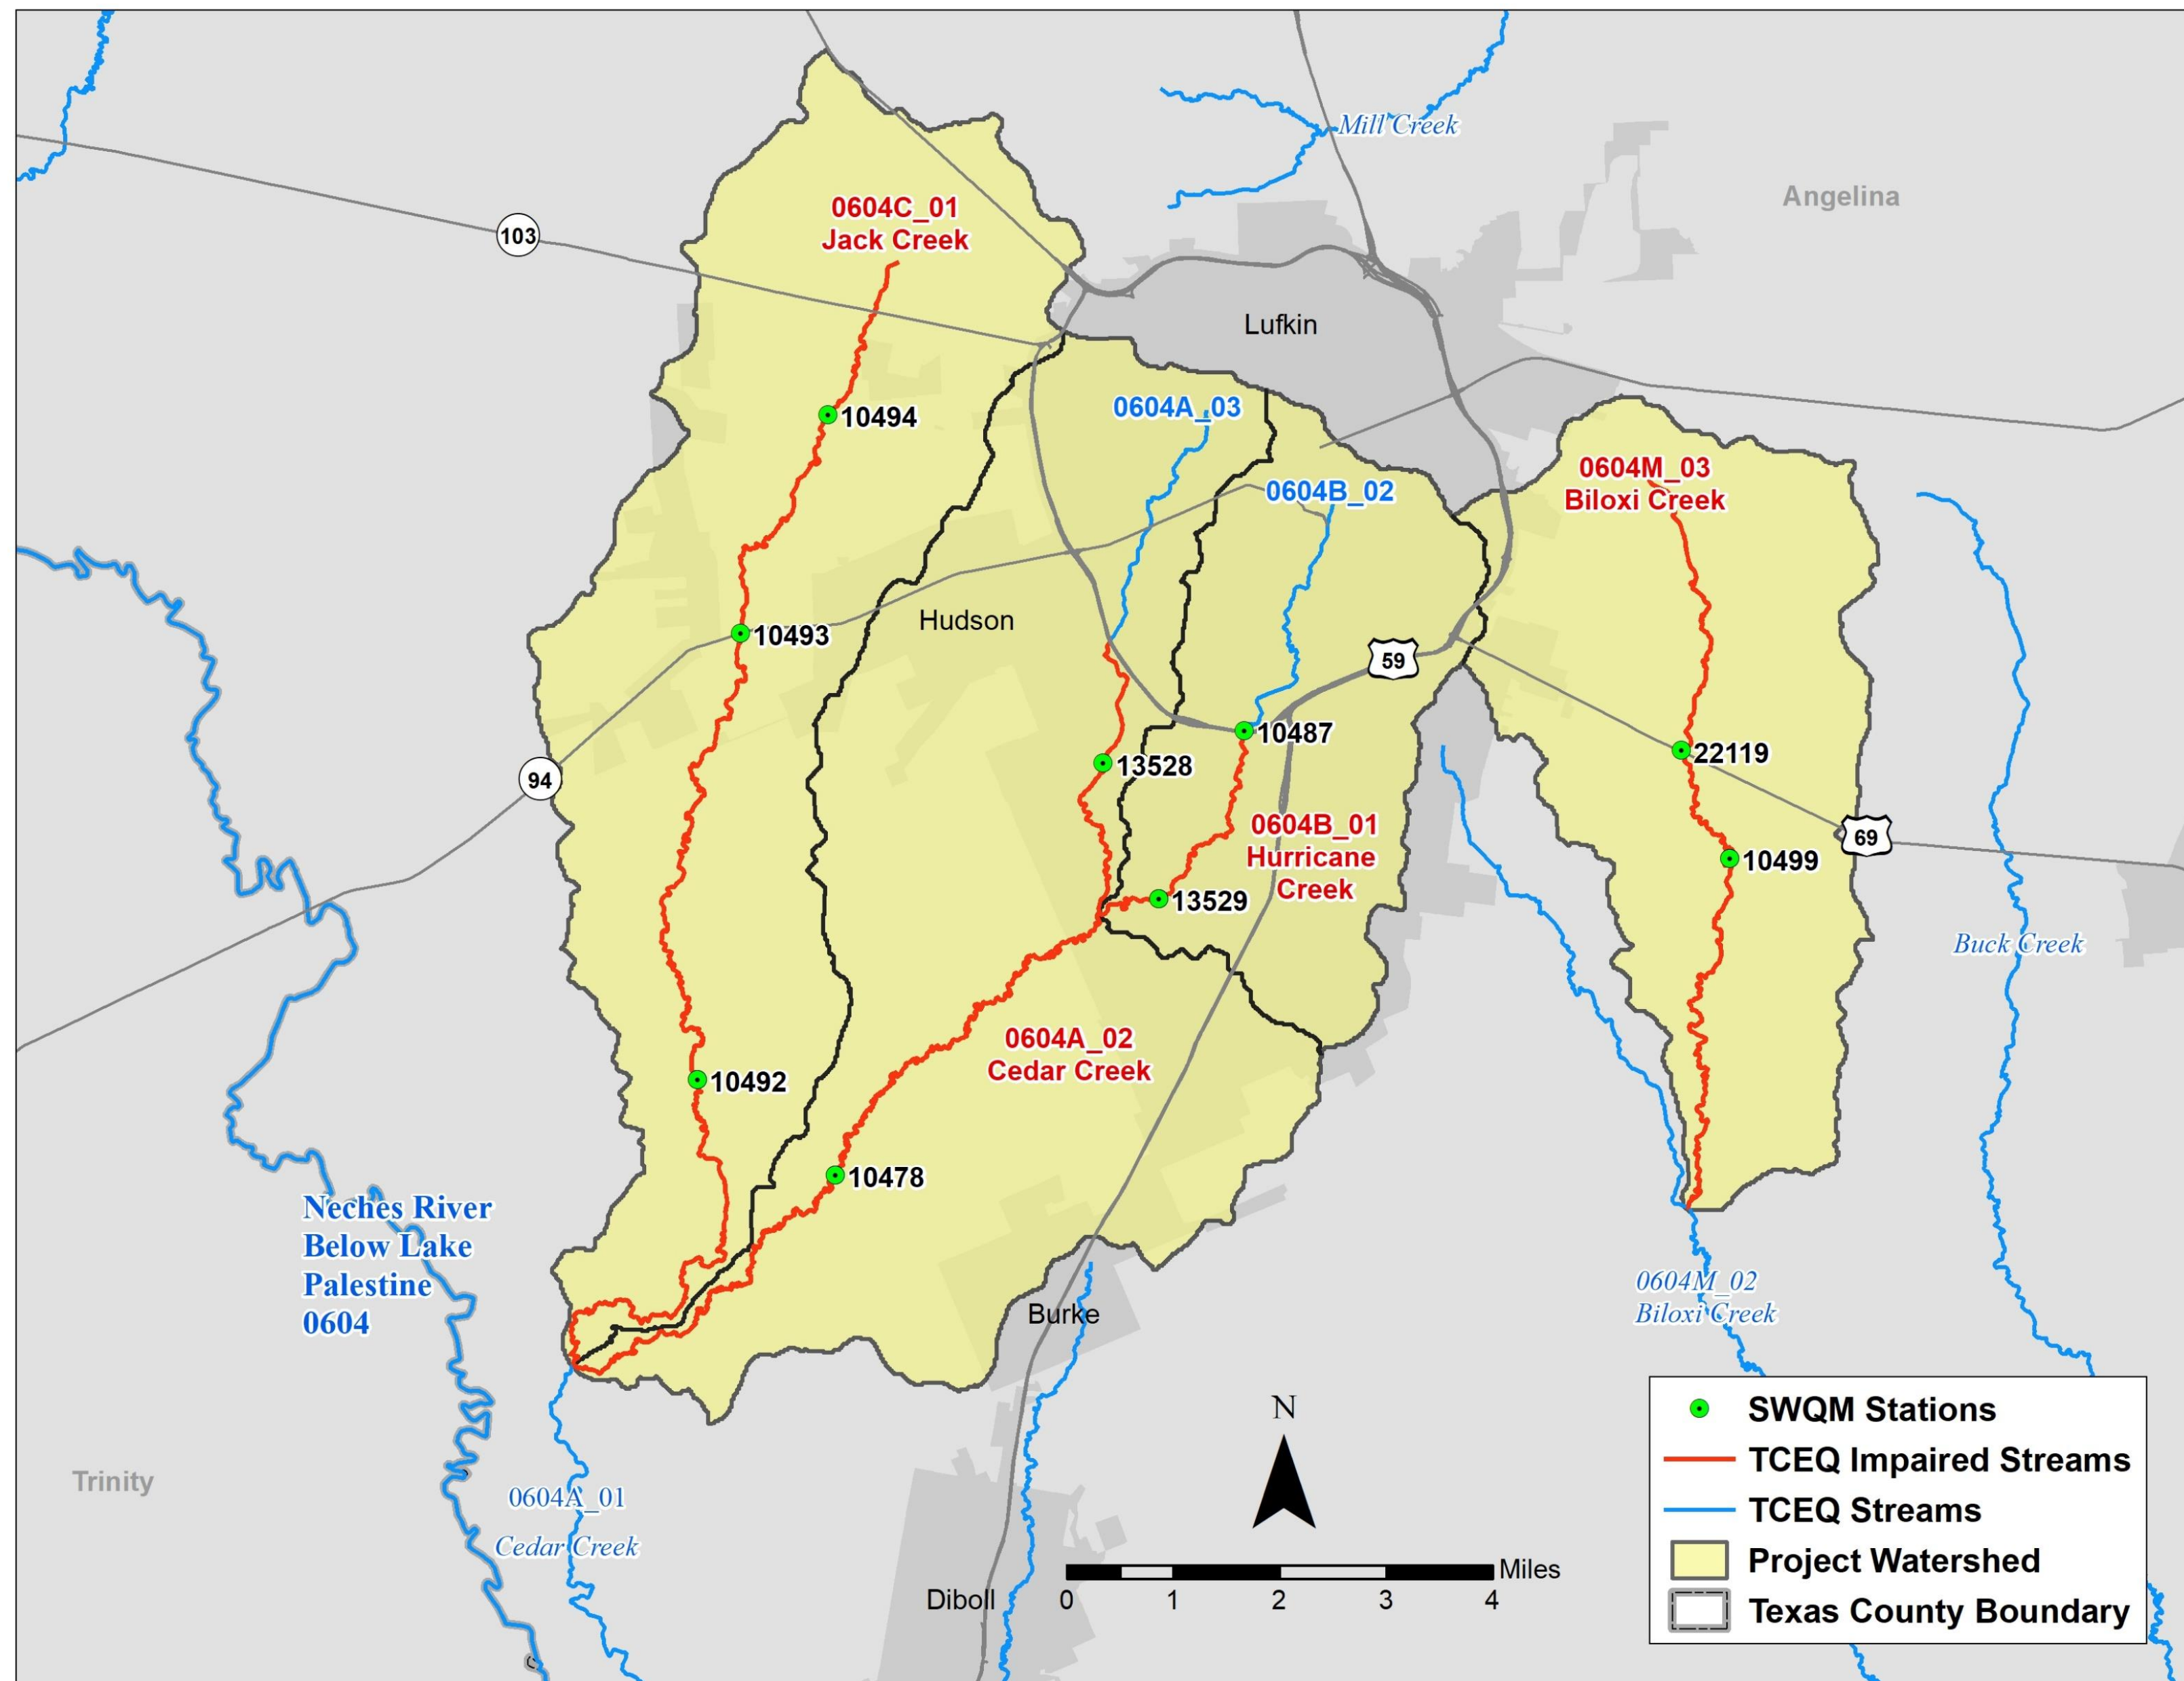 Mill Creek
Angelina
0604C_01
Jack Creek
103
Lufkin
0604A_03
10494
0604M_03
Biloxi Creek
0604B_02
Hudson
10493
59
10487
22119
13528
94
0604B_01
Hurricane
Creek
69
10499
13529
Buck Creek
0604A_02
Cedar Creek
10492
10478
Neches River
Below Lake
Palestine
0604
0604M_02
Biloxi Creek
Burke
Trinity
0604A_01
Cedar Creek
Diboll
N
Miles
0 1 2 3 4
SWQM Stations
TCEQ Impaired Streams
TCEQ Streams
Project Watershed
Texas County Boundary